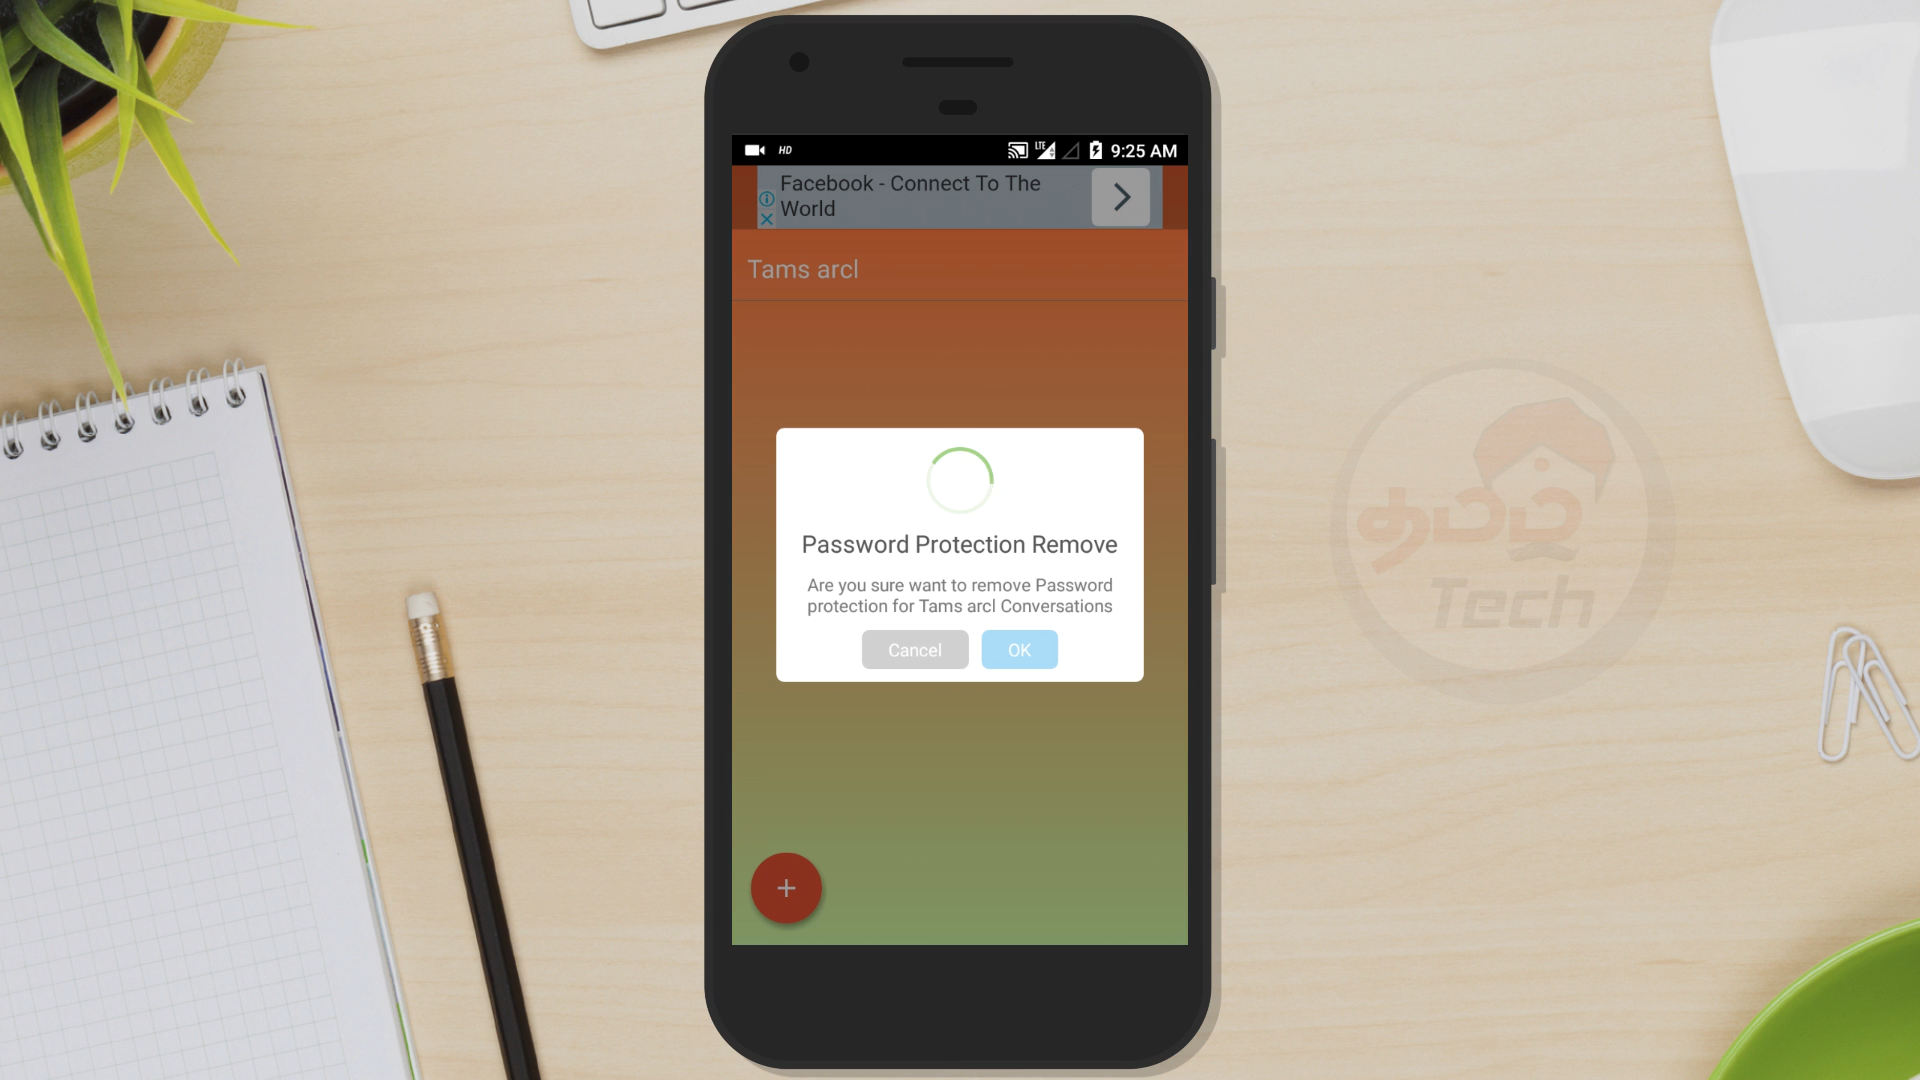 HD
LTE
9:25 AM
Facebook - Connect To The
World
Tams arcl
Password Protection Remove
Are you sure want to remove Password
protection for Tams arcl Conversations
Cancel
OK
தமிழ்
Tech